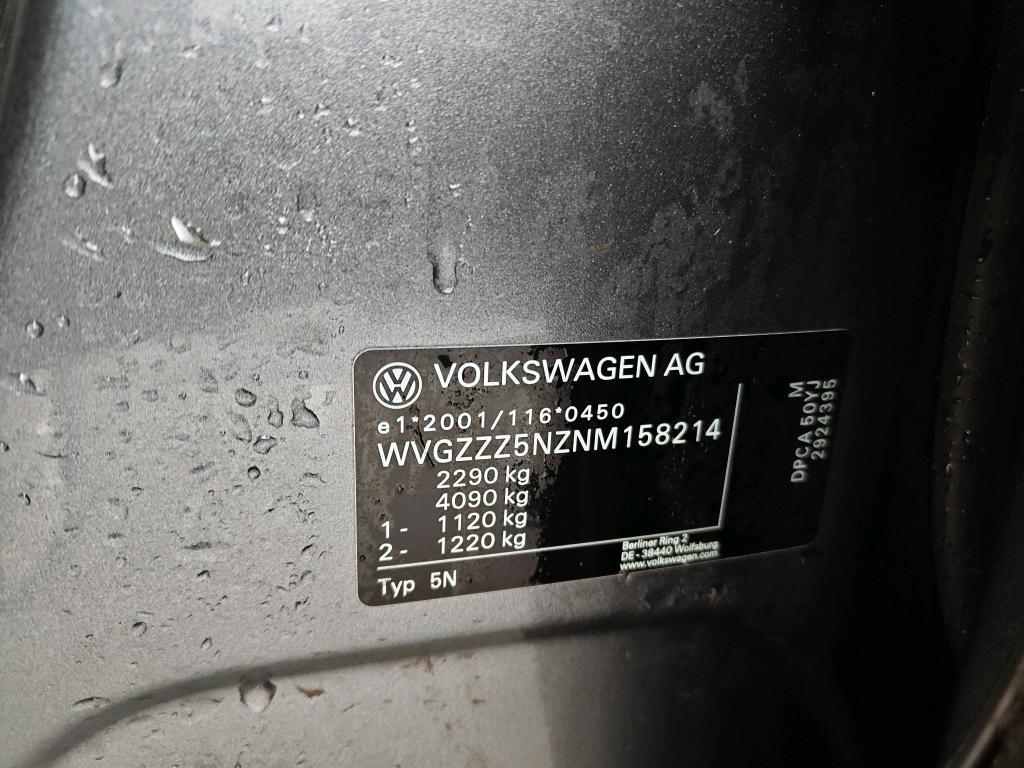 VOLKSWAGEN AG
e1*2001/116*0450
WVGZZZ5NZNM158214
2290 kg
4090 kg
1- 1120 kg
2- 1220 kg
Typ 5N
Berliner Ring 2
DE - 38440 Wolfsburg
www.volkswagen.com
M
DPCA 50YJ
2924395